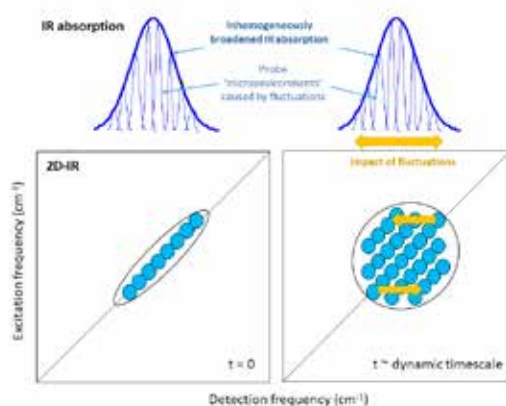 IR absorption
Inhomogeneously
broadened IR absorption
Probe
'microenvironments'
caused by fluctuations
Impact of fluctuations
2D-IR
Excitation frequency (cm⁻¹)
t = 0
t ~ dynamic timescale
Detection frequency (cm⁻¹)